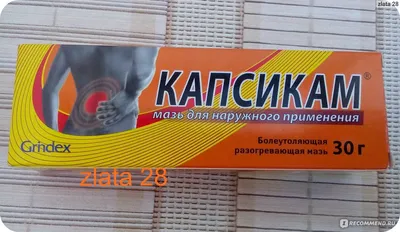 zlata 28
КАПСИКАМ®
мазь для наружного применения
Болеутоляющая
разогревающая мазь 30 г
Grindex
zlata 28
IRECOMMEND.RU